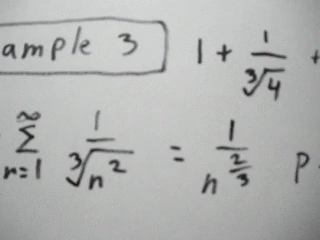 ample 3
1 + 1/∛4 +
∞ ∑ n=1 1/∛n² = 1/n^(2/3) p